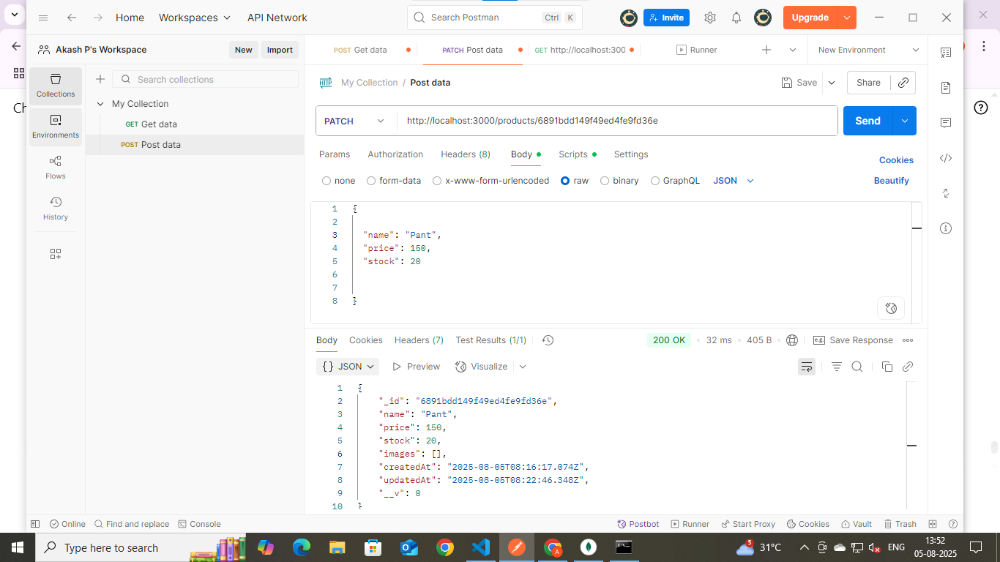 Home
Workspaces
API Network
Search Postman
Ctrl K
Invite
Upgrade
Akash P's Workspace
New
Import
POST Get data
PATCH Post data
GET http://localhost:300
Runner
New Environment
Collections
Environments
Flows
History
Search collections
My Collection
GET Get data
POST Post data
HTTP My Collection / Post data
Save
Share
PATCH
http://localhost:3000/products/6891bdd149f49ed4fe9fd36e
Send
Params
Authorization
Headers (8)
Body
Scripts
Settings
Cookies
none
form-data
x-www-form-urlencoded
raw
binary
GraphQL
JSON
Beautify
1 {
2
3 "name": "Pant",
4 "price": 150,
5 "stock": 20
6
7
8 }
Body
Cookies
Headers (7)
Test Results (1/1)
200 OK
32 ms
405 B
e.g. Save Response
{} JSON
Preview
Visualize
1 {
2 "_id": "6891bdd149f49ed4fe9fd36e",
3 "name": "Pant",
4 "price": 150,
5 "stock": 20,
6 "images": [],
7 "createdAt": "2025-08-05T08:16:17.074Z",
8 "updatedAt": "2025-08-05T08:22:46.348Z",
9 "__v": 0
10 }
Online
Find and replace
Console
Postbot
Runner
Start Proxy
Cookies
Vault
Trash
Type here to search
A
5
31°C
ENG
13:52
05-08-2025